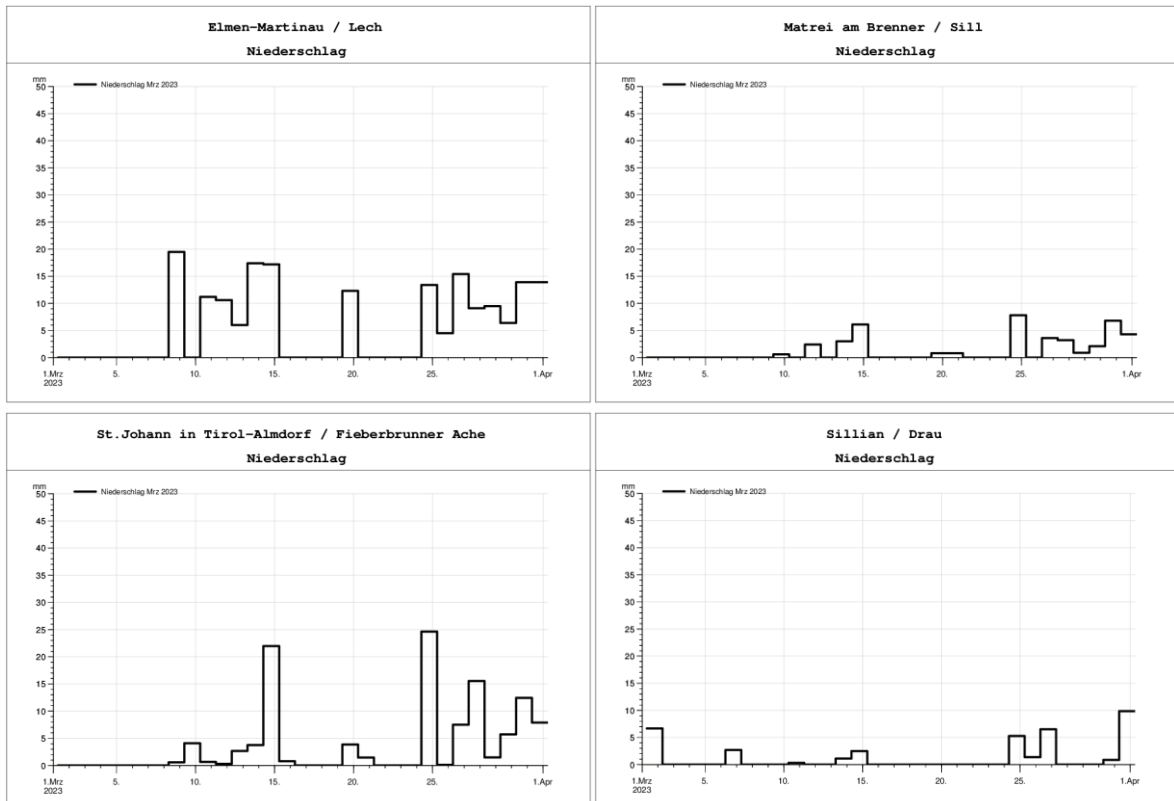 Elmen-Martinau / Lech
Niederschlag
mm
Niederschlag Mrz 2023
50
45
40
35
30
25
20
15
10
5
0
1.Mrz 5. 10. 15. 20. 25. 1.Apr
2023
Matrei am Brenner / Sill
Niederschlag
mm
Niederschlag Mrz 2023
50
45
40
35
30
25
20
15
10
5
0
1.Mrz 5. 10. 15. 20. 25. 1.Apr
2023
St.Johann in Tirol-Almdorf / Fieberbrunner Ache
Niederschlag
mm
Niederschlag Mrz 2023
50
45
40
35
30
25
20
15
10
5
0
1.Mrz 5. 10. 15. 20. 25. 1.Apr
2023
Sillian / Drau
Niederschlag
mm
Niederschlag Mrz 2023
50
45
40
35
30
25
20
15
10
5
0
1.Mrz 5. 10. 15. 20. 25. 1.Apr
2023